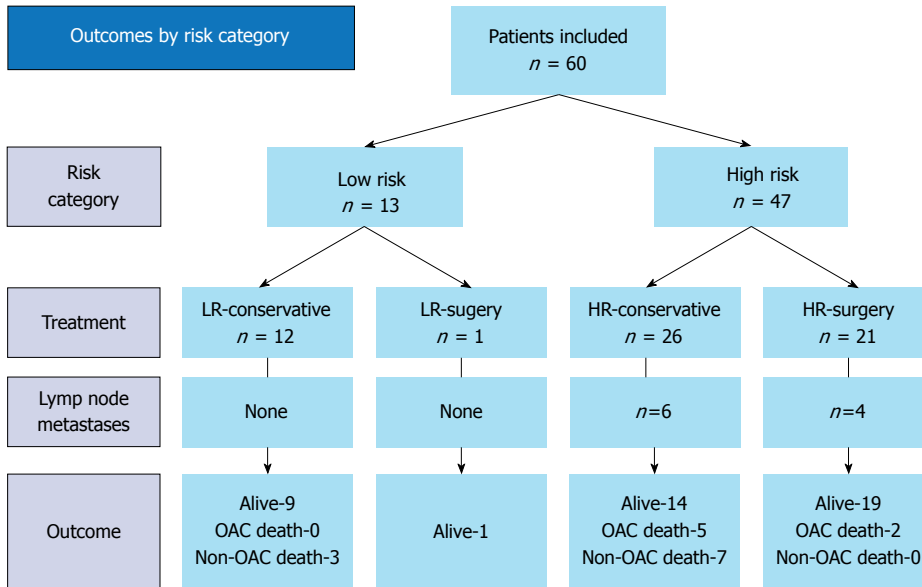 Outcomes by risk category
Patients included
n = 60
Risk
category
Low risk
n = 13
High risk
n = 47
Treatment
LR-conservative
n = 12
LR-sugery
n = 1
HR-conservative
n = 26
HR-surgery
n = 21
Lymp node
metastases
None
None
n=6
n=4
Outcome
Alive-9
OAC death-0
Non-OAC death-3
Alive-1
Alive-14
OAC death-5
Non-OAC death-7
Alive-19
OAC death-2
Non-OAC death-0